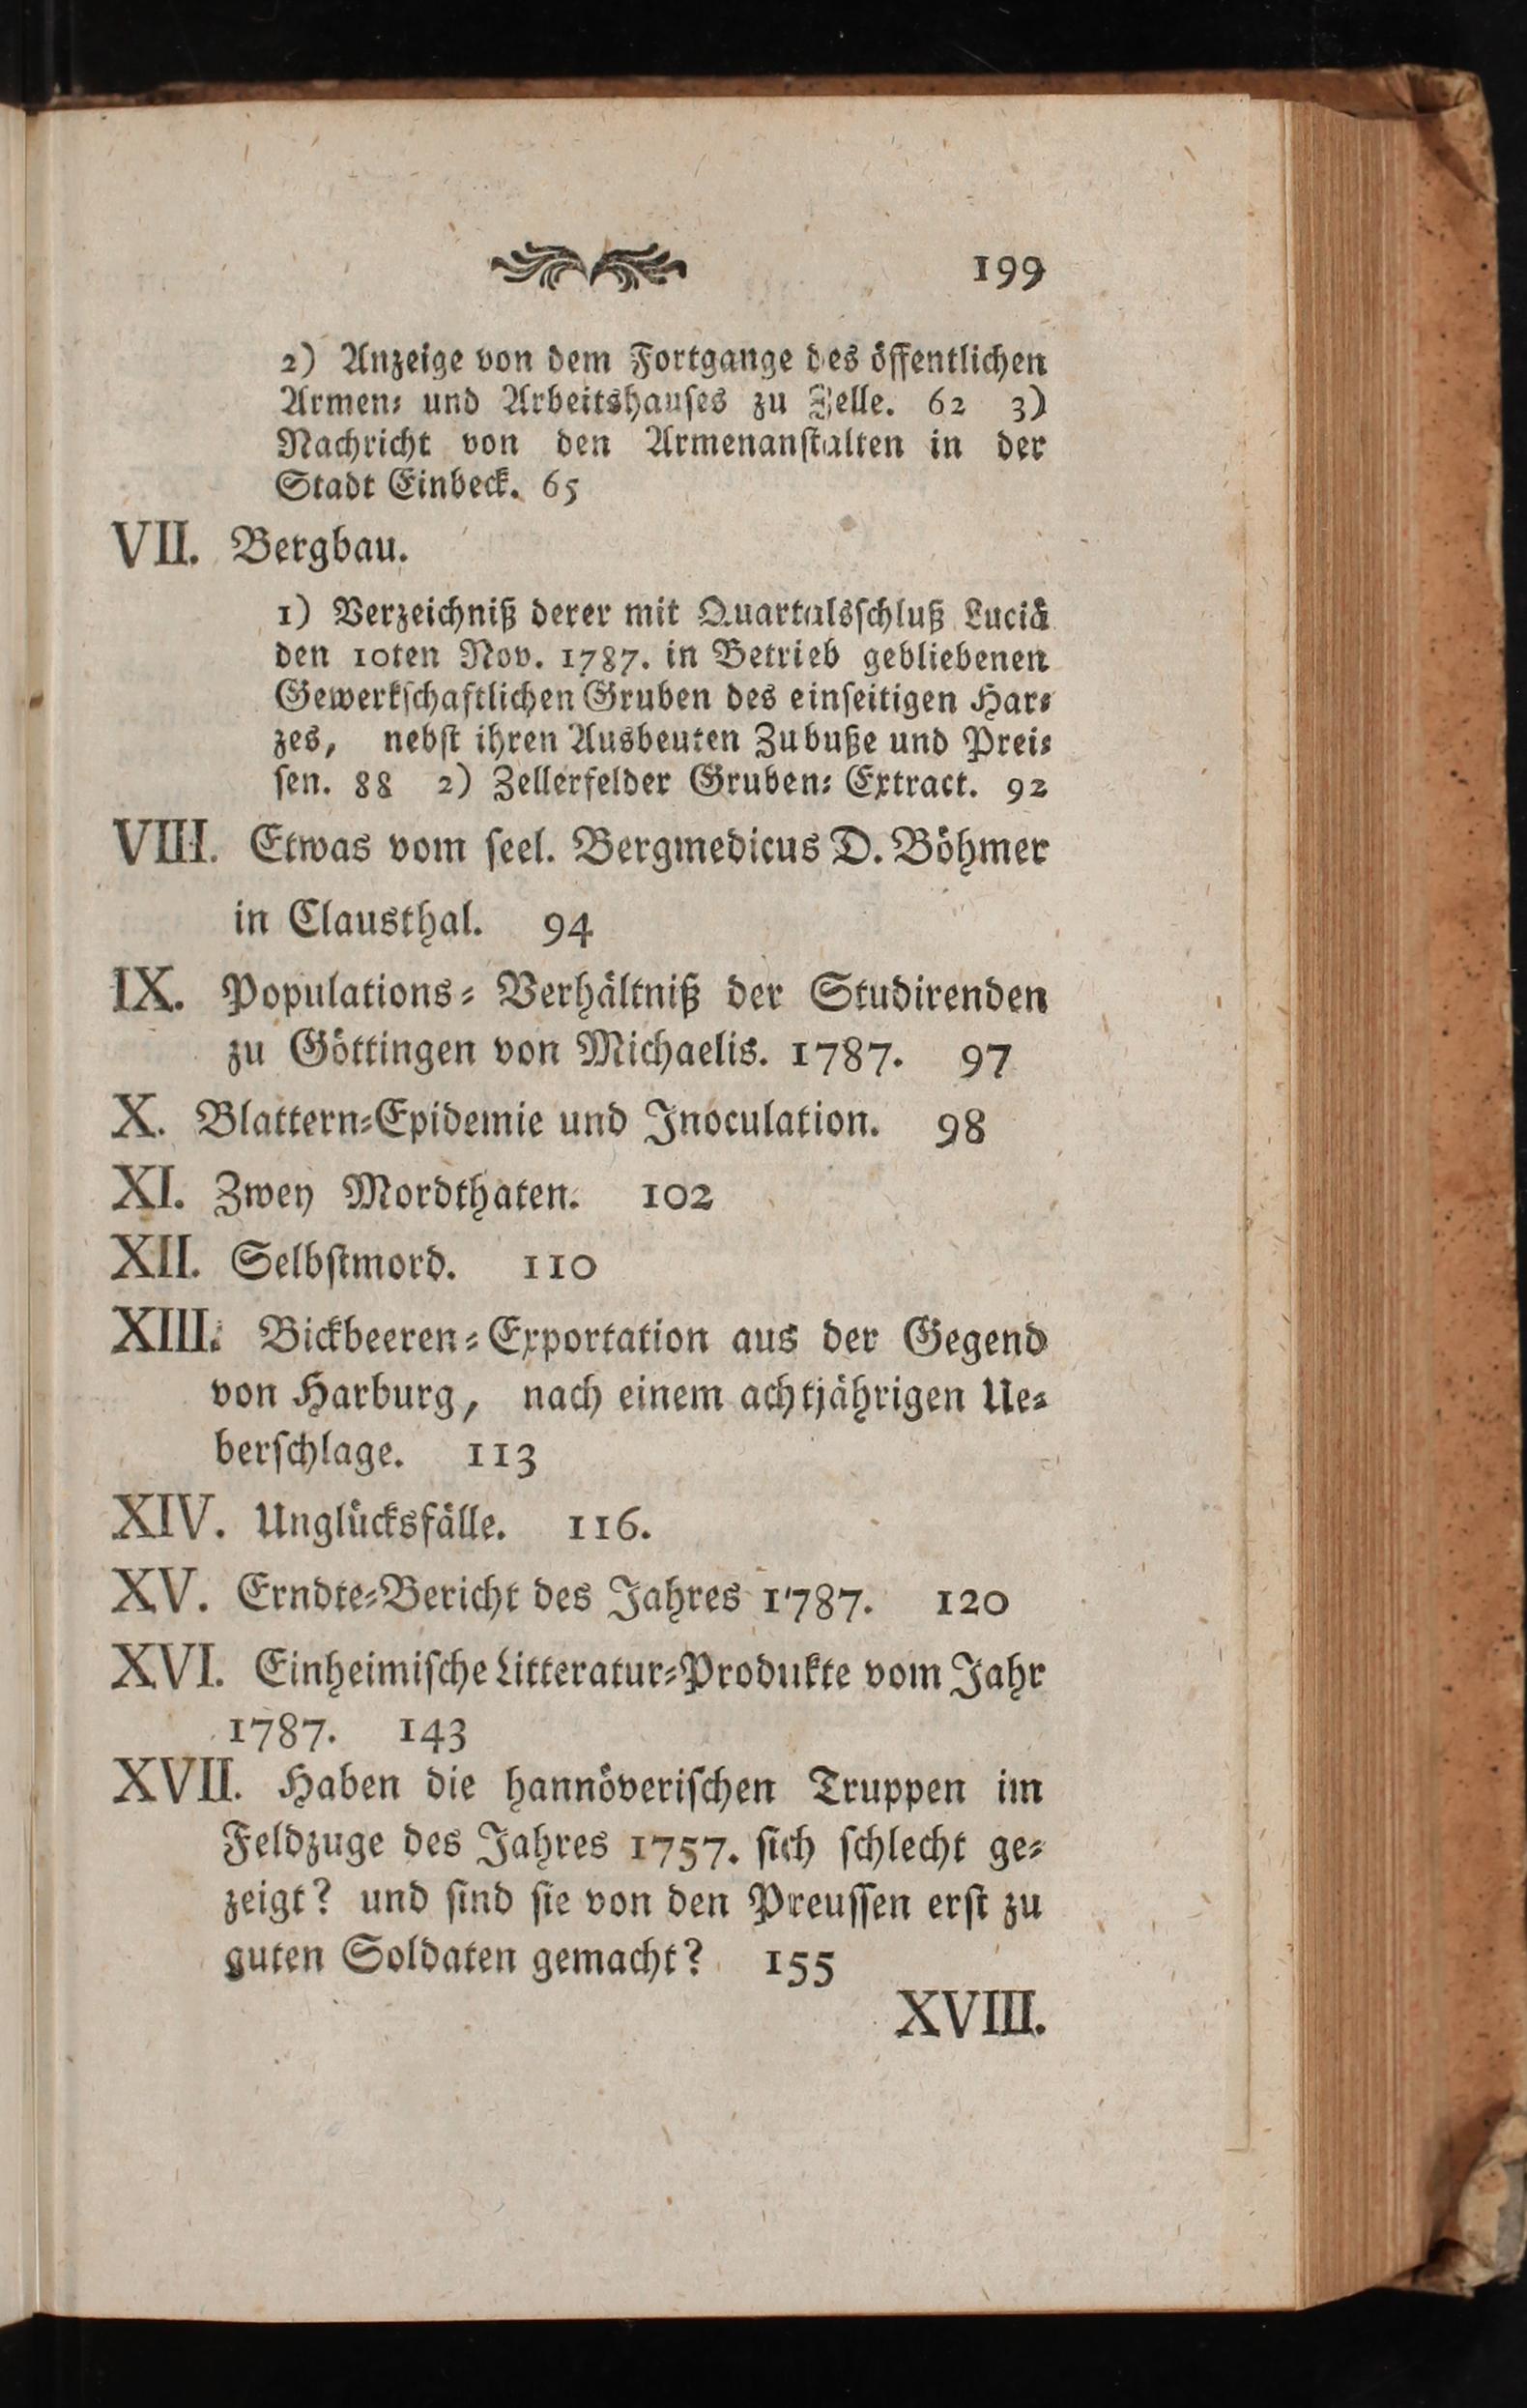 199
2) Anzeige von dem Fortgange des öffentlichen
Armen⸗ und Arbeitshauſes zu Zelle. 62 3)
Nachricht von den Armenanſtalten in der
Stadt Einbeck. 65
VII. Bergbau.
1) Verzeichniß derer mit Quartalsſchluß Luciä
den 10ten Nov. 1787. in Betrieb gebliebenen
Gewerkſchaftlichen Gruben des einſeitigen Har⸗
zes, nebſt ihren Ausbeuten Zubuße und Prei⸗
ſen. 88 2) Zellerfelder Gruben⸗ Extract. 92
VIII. Etwas vom ſeel. Bergmedicus D. Böhmer
in Clausthal. 94
IX. Populations⸗ Verhältniß der Studirenden
zu Göttingen von Michaelis. 1787. 97
X. Blattern⸗Epidemie und Inoculation. 98
XI. Zwey Mordthaten. 102
XII. Selbſtmord. 110
XIII. Bickbeeren⸗Exportation aus der Gegend
von Harburg, nach einem achtjährigen Ue⸗
berſchlage. 113
XIV. Unglücksfälle. 116.
XV. Erndte⸗Bericht des Jahres 1787. 120
XVI. Einheimiſche Litteratur⸗Produkte vom Jahr
1787. 143
XVII. Haben die hannöveriſchen Truppen im
Feldzuge des Jahres 1757. ſich ſchlecht ge⸗
zeigt? und ſind ſie von den Preuſſen erſt zu
guten Soldaten gemacht? 155
XVIII.